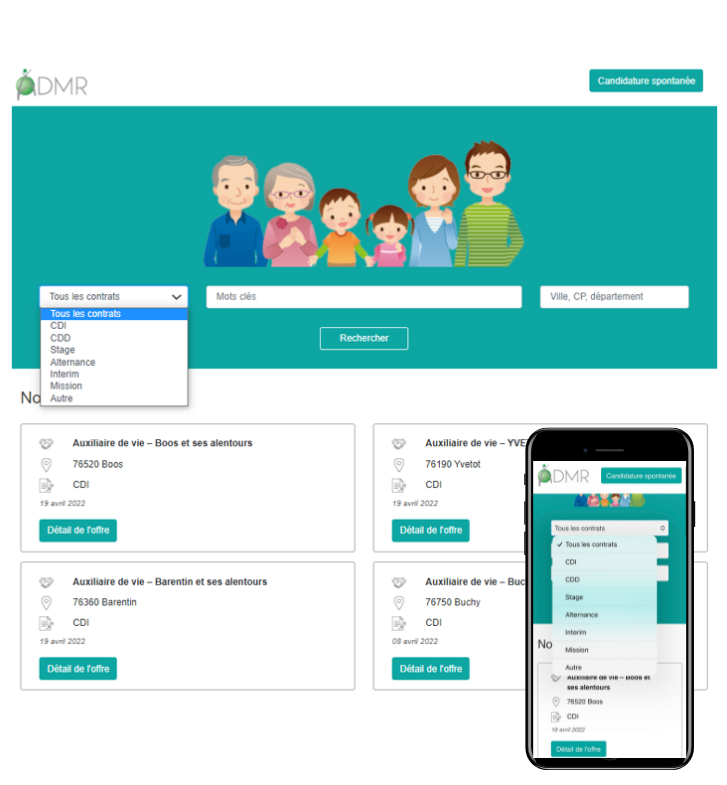 ADMR
Candidature spontanée
Tous les contrats
Mots clés
Ville, CP, département
Tous les contrats
CDI
CDD
Stage
Alternance
Interim
Mission
Autre
Rechercher
No
Auxiliaire de vie – Boos et ses alentours
76520 Boos
CDI
19 avril 2022
Détail de l'offre
Auxiliaire de vie – YVE
76190 Yvetot
CDI
19 avril 2022
Détail de l'offre
Auxiliaire de vie – Barentin et ses alentours
76360 Barentin
CDI
19 avril 2022
Détail de l'offre
Auxiliaire de vie – Buc
76750 Buchy
CDI
08 avril 2022
Détail de l'offre
ADMR
Candidature spontanée
Tous les contrats
✓ Tous les contrats
CDI
CDD
Stage
Alternance
Interim
Mission
Autre
No
Auxiliaire de vie – Boos et
ses alentours
76520 Boos
CDI
19 avril 2022
Détail de l'offre